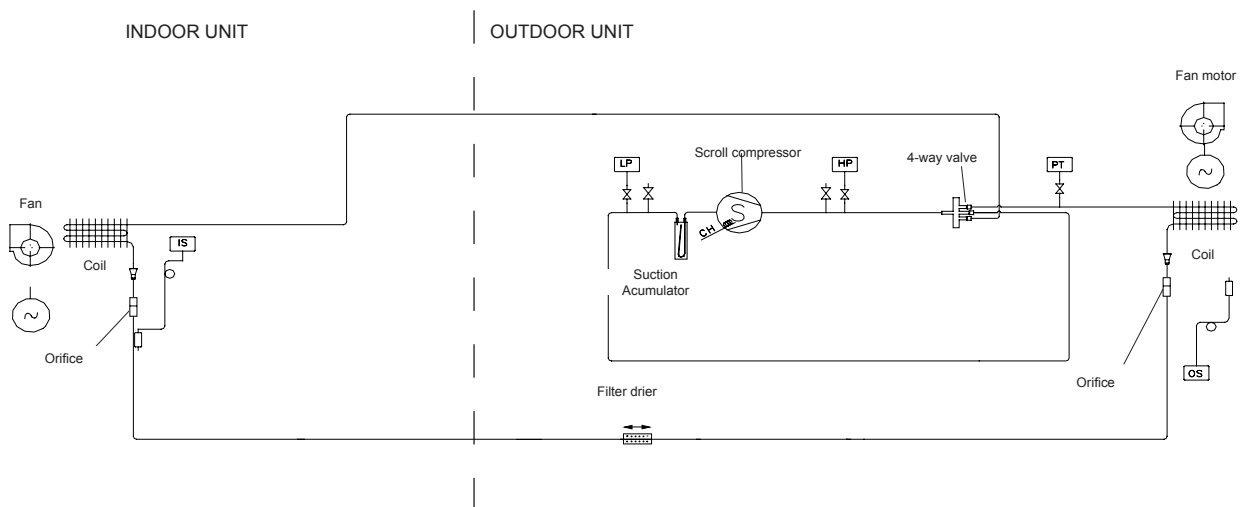 INDOOR UNIT
OUTDOOR UNIT
Fan motor
Scroll compressor
4-way valve
LP
HP
PT
S
CH
Fan
IS
Coil
Coil
Suction
Acumulator
~
~
Orifice
Orifice
OS
Filter drier